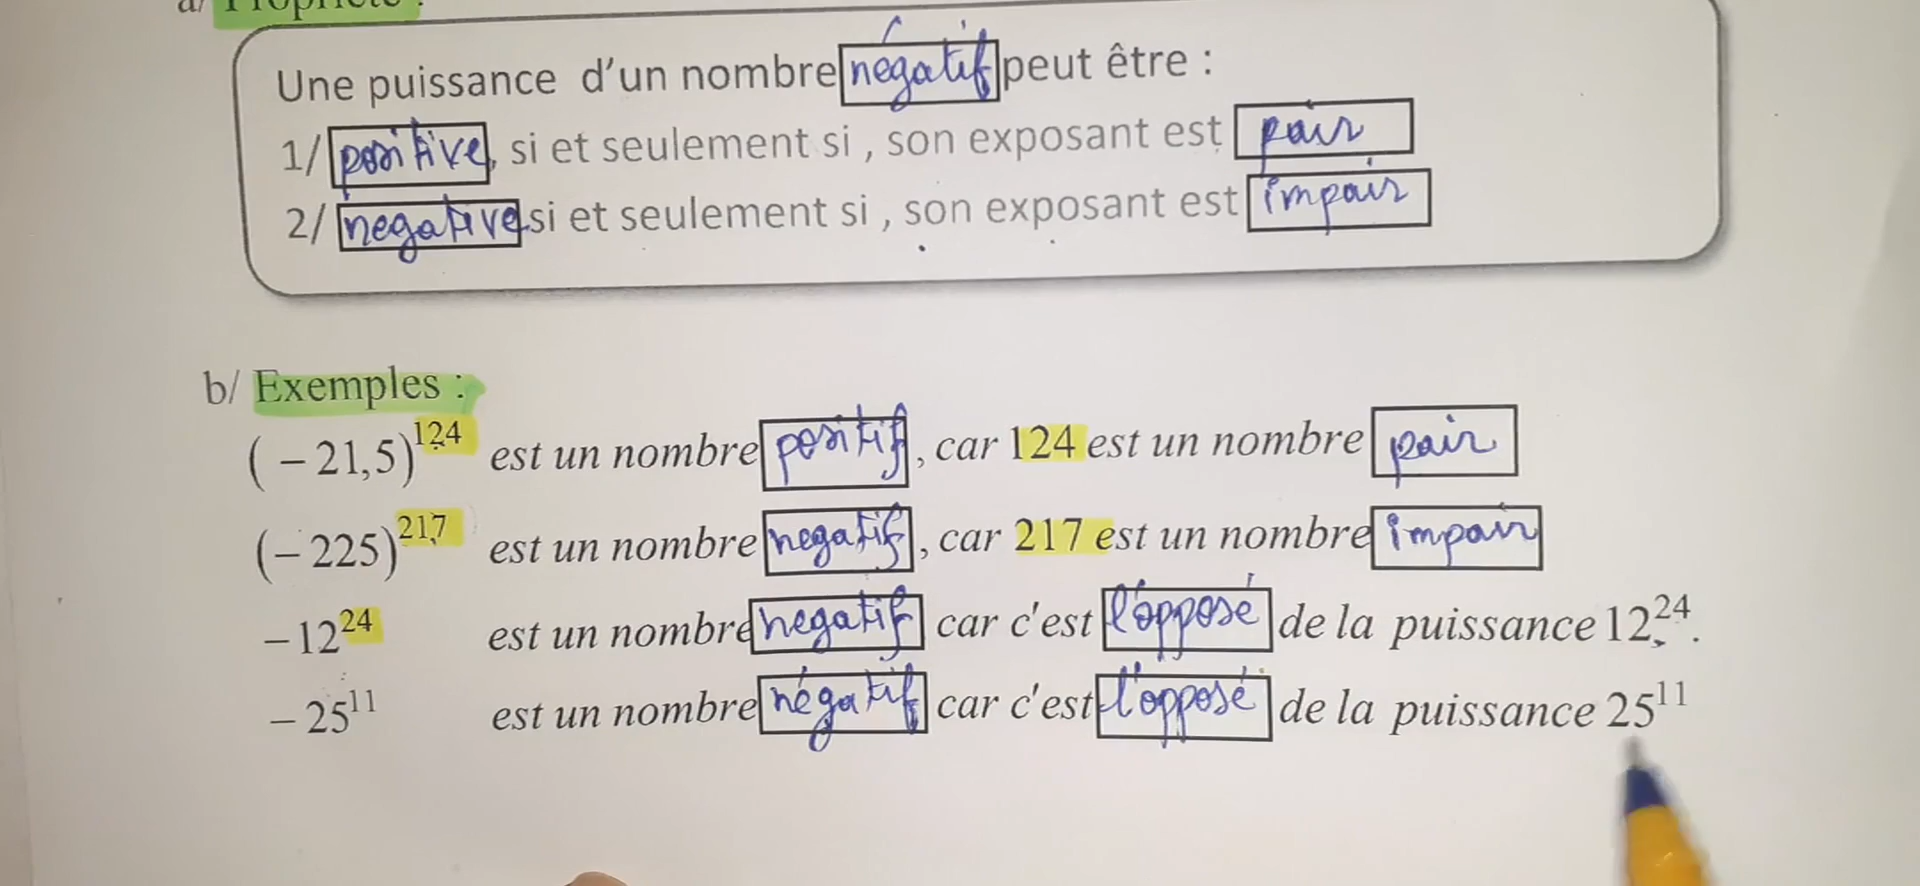 a/ Propriété :
Une puissance d'un nombre négatif peut être :
1/ positive, si et seulement si , son exposant est pair
2/ negative si et seulement si , son exposant est impair
b/ Exemples :
(-21,5)^124 est un nombre positif, car 124 est un nombre pair
(-225)^217 est un nombre negatif, car 217 est un nombre impair
-12^24 est un nombre negatif car c'est l'opposé de la puissance 12^24.
-25^11 est un nombre négatif car c'est l'opposé de la puissance 25^11